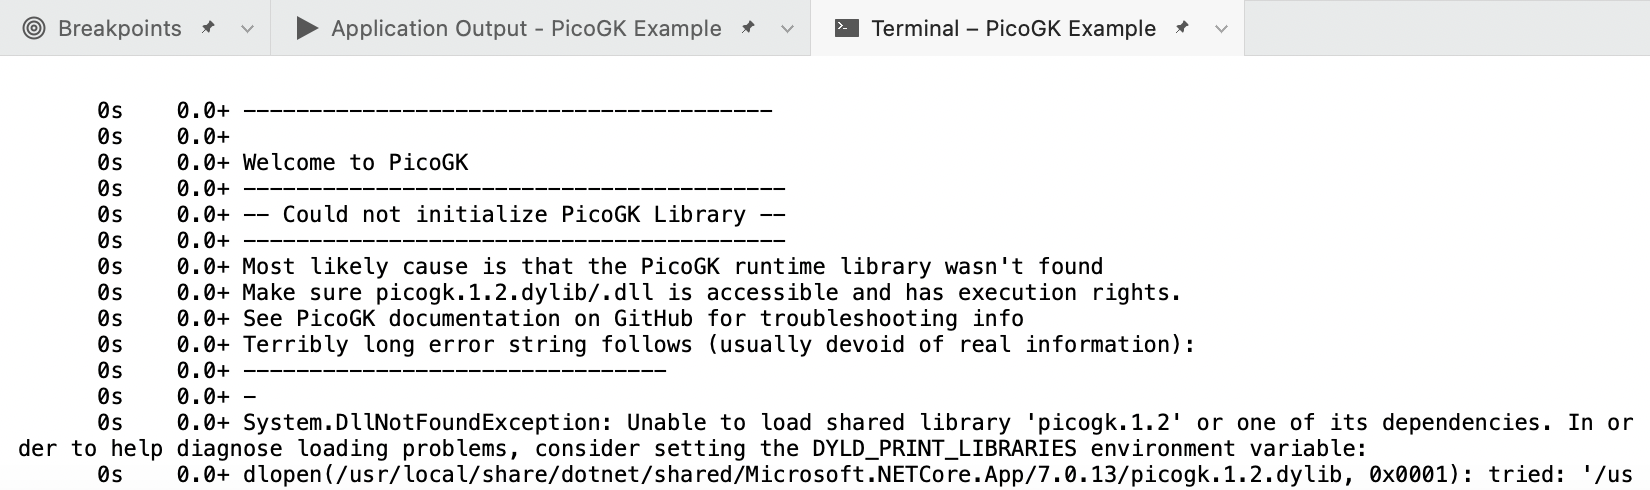 Breakpoints
Application Output - PicoGK Example
Terminal – PicoGK Example
0s 0.0+ ----------------------------------------
0s 0.0+
0s 0.0+ Welcome to PicoGK
0s 0.0+ -----------------------------------------
0s 0.0+ -- Could not initialize PicoGK Library --
0s 0.0+ -----------------------------------------
0s 0.0+ Most likely cause is that the PicoGK runtime library wasn't found
0s 0.0+ Make sure picogk.1.2.dylib/.dll is accessible and has execution rights.
0s 0.0+ See PicoGK documentation on GitHub for troubleshooting info
0s 0.0+ Terribly long error string follows (usually devoid of real information):
0s 0.0+ --------------------------------
0s 0.0+ -
0s 0.0+ System.DllNotFoundException: Unable to load shared library 'picogk.1.2' or one of its dependencies. In or
der to help diagnose loading problems, consider setting the DYLD_PRINT_LIBRARIES environment variable:
0s 0.0+ dlopen(/usr/local/share/dotnet/shared/Microsoft.NETCore.App/7.0.13/picogk.1.2.dylib, 0x0001): tried: '/us